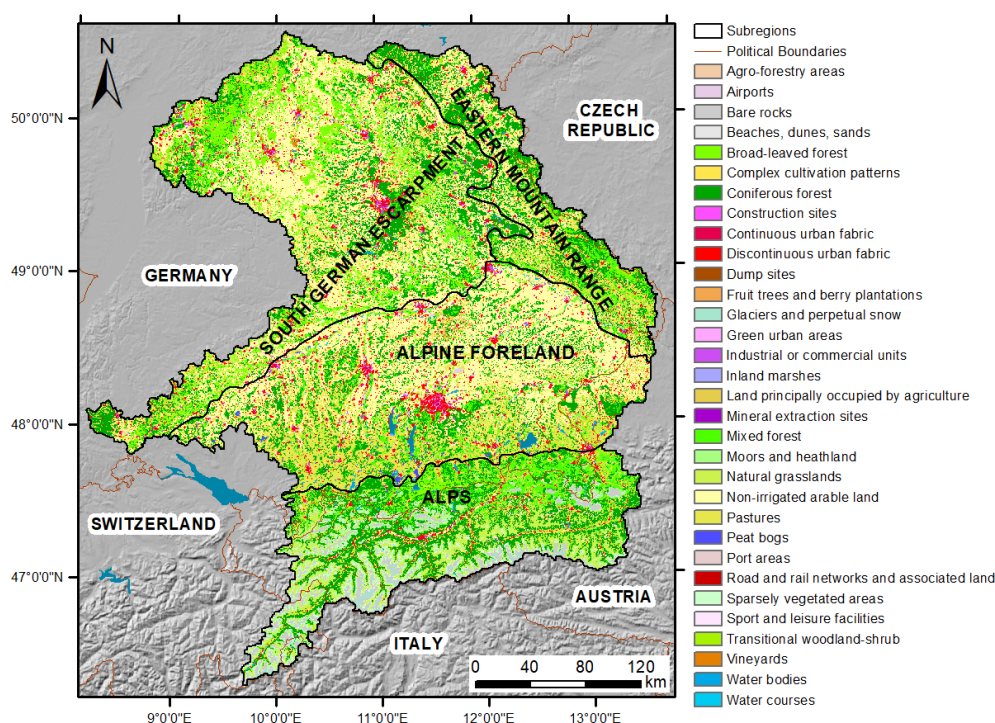 N
50°0'0"N
49°0'0"N
48°0'0"N
47°0'0"N
9°0'0"E
10°0'0"E
11°0'0"E
12°0'0"E
13°0'0"E
CZECH
REPUBLIC
EASTERN MOUNTAIN RANGE
SOUTH GERMAN ESCARPMENT
GERMANY
ALPINE FORELAND
ALPS
SWITZERLAND
AUSTRIA
ITALY
0 40 80 120
km
Subregions
Political Boundaries
Agro-forestry areas
Airports
Bare rocks
Beaches, dunes, sands
Broad-leaved forest
Complex cultivation patterns
Coniferous forest
Construction sites
Continuous urban fabric
Discontinuous urban fabric
Dump sites
Fruit trees and berry plantations
Glaciers and perpetual snow
Green urban areas
Industrial or commercial units
Inland marshes
Land principally occupied by agriculture
Mineral extraction sites
Mixed forest
Moors and heathland
Natural grasslands
Non-irrigated arable land
Pastures
Peat bogs
Port areas
Road and rail networks and associated land
Sparsely vegetated areas
Sport and leisure facilities
Transitional woodland-shrub
Vineyards
Water bodies
Water courses